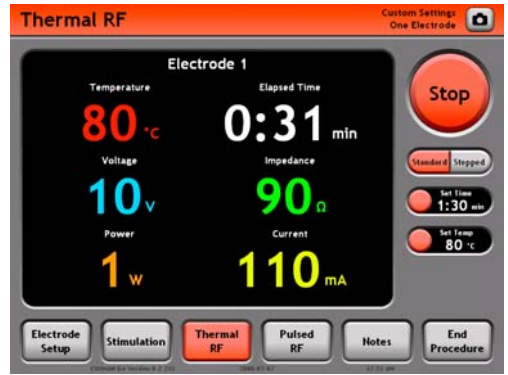 Thermal RF
Custom Settings
One Electrode
Electrode 1
Temperature
80 °C
Elapsed Time
0:31 min
Voltage
10 V
Impedance
90 Ω
Power
1 W
Current
110 mA
Stop
Standard Stepped
Set Time
1:30 min
Set Temp
80 °C
Electrode
Setup
Stimulation
Thermal
RF
Pulsed
RF
Notes
End
Procedure